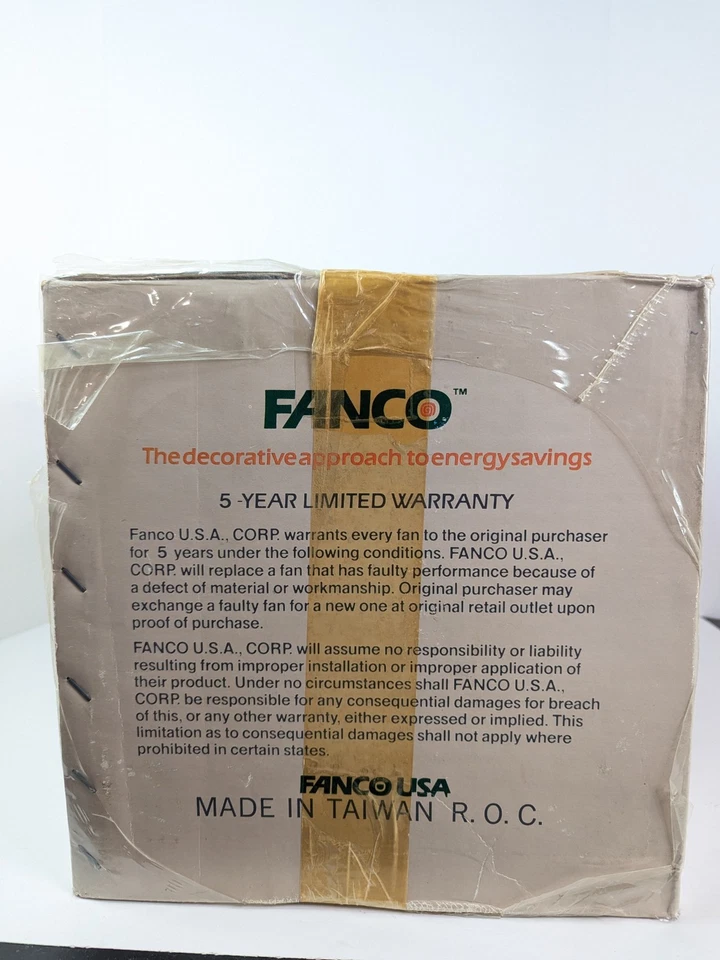 FANCO™
The decorative approach to energy savings
5 -YEAR LIMITED WARRANTY
Fanco U.S.A., CORP. warrants every fan to the original purchaser
for 5 years under the following conditions. FANCO U.S.A.,
CORP. will replace a fan that has faulty performance because of
a defect of material or workmanship. Original purchaser may
exchange a faulty fan for a new one at original retail outlet upon
proof of purchase.
FANCO U.S.A., CORP. will assume no responsibility or liability
resulting from improper installation or improper application of
their product. Under no circumstances shall FANCO U.S.A.,
CORP. be responsible for any consequential damages for breach
of this, or any other warranty, either expressed or implied. This
limitation as to consequential damages shall not apply where
prohibited in certain states.
FANCO USA
MADE IN TAIWAN R. O. C.